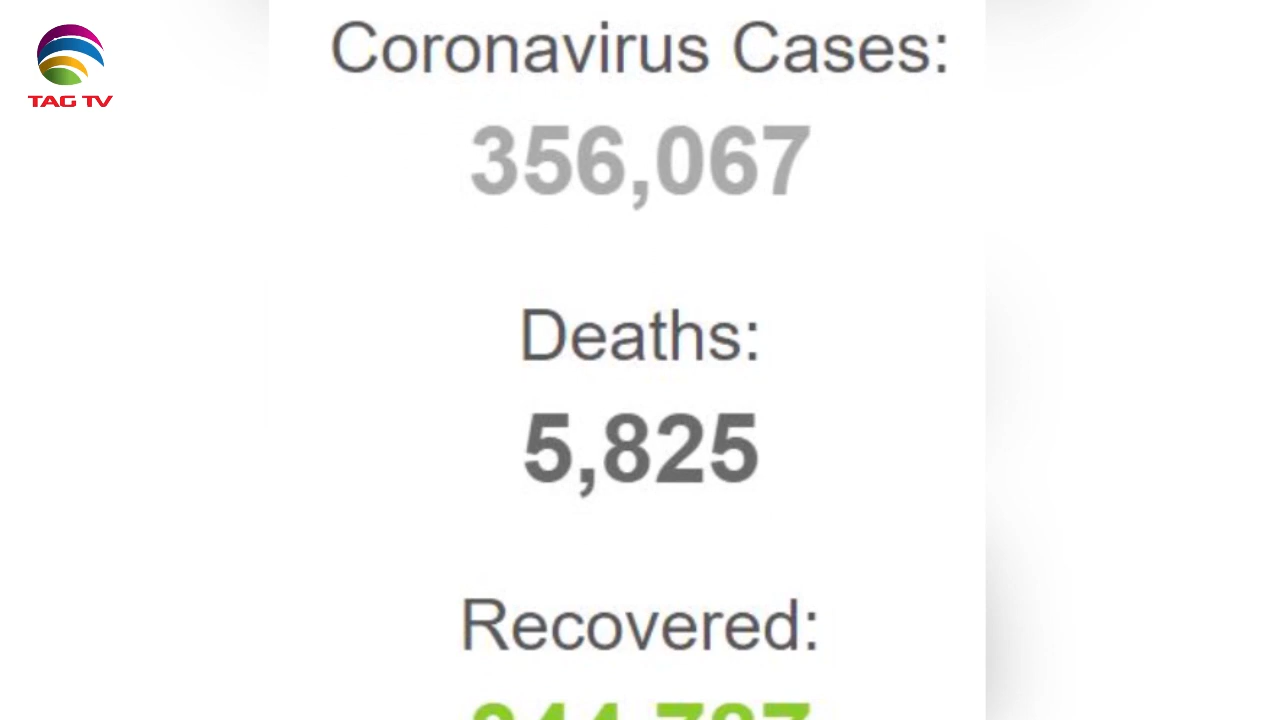 TAG TV
Coronavirus Cases:
356,067
Deaths:
5,825
Recovered: